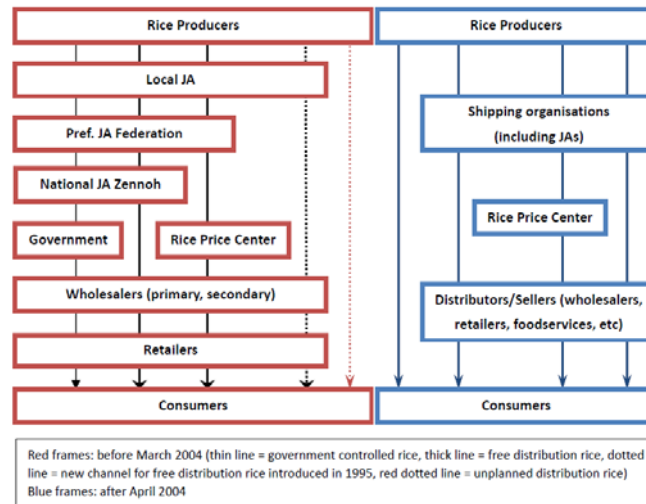 Rice Producers
Local JA
Pref. JA Federation
National JA Zennoh
Government
Rice Price Center
Wholesalers (primary, secondary)
Retailers
Consumers
Rice Producers
Shipping organisations
(including JAs)
Rice Price Center
Distributors/Sellers (wholesalers,
retailers, foodservices, etc)
Consumers
Red frames: before March 2004 (thin line = government controlled rice, thick line = free distribution rice, dotted
line = new channel for free distribution rice introduced in 1995, red dotted line = unplanned distribution rice)
Blue frames: after April 2004